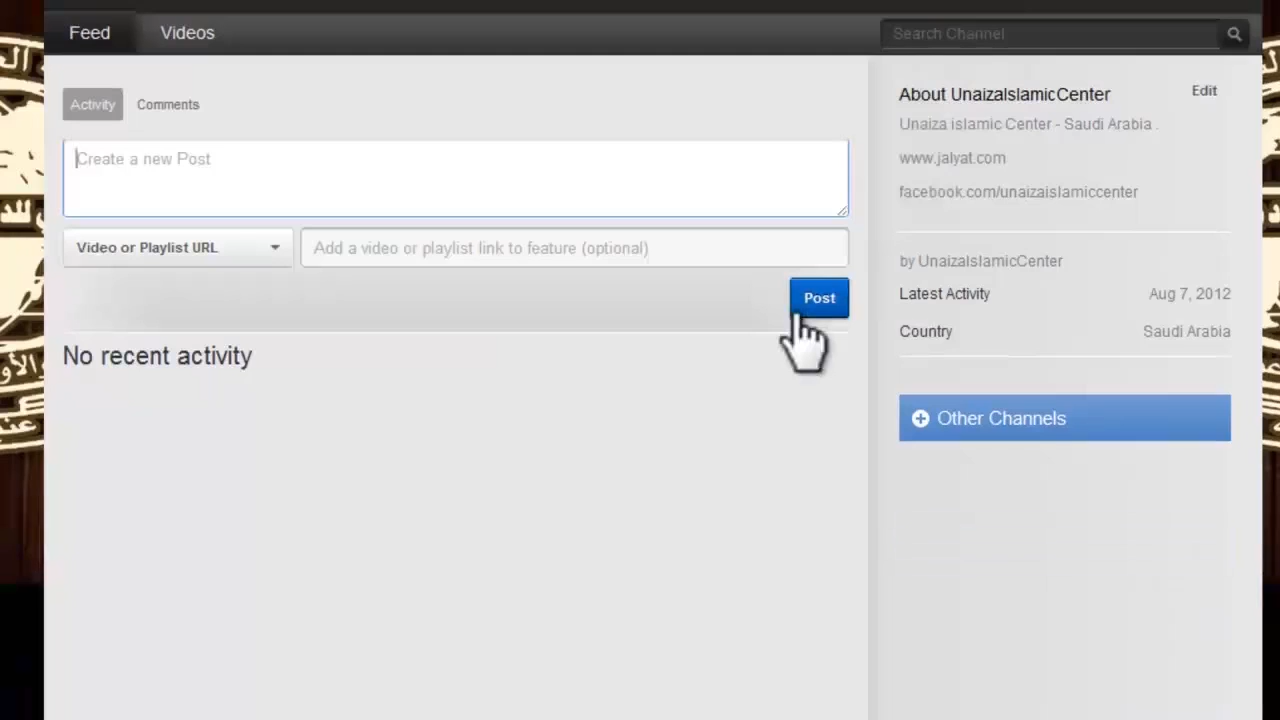 Feed
Videos
Search Channel
Activity
Comments
Create a new Post
Video or Playlist URL
Add a video or playlist link to feature (optional)
Post
No recent activity
About UnaizaIslamicCenter
Edit
Unaiza islamic Center - Saudi Arabia .
www.jalyat.com
facebook.com/unaizaislamiccenter
by UnaizaIslamicCenter
Latest Activity
Aug 7, 2012
Country
Saudi Arabia
Other Channels